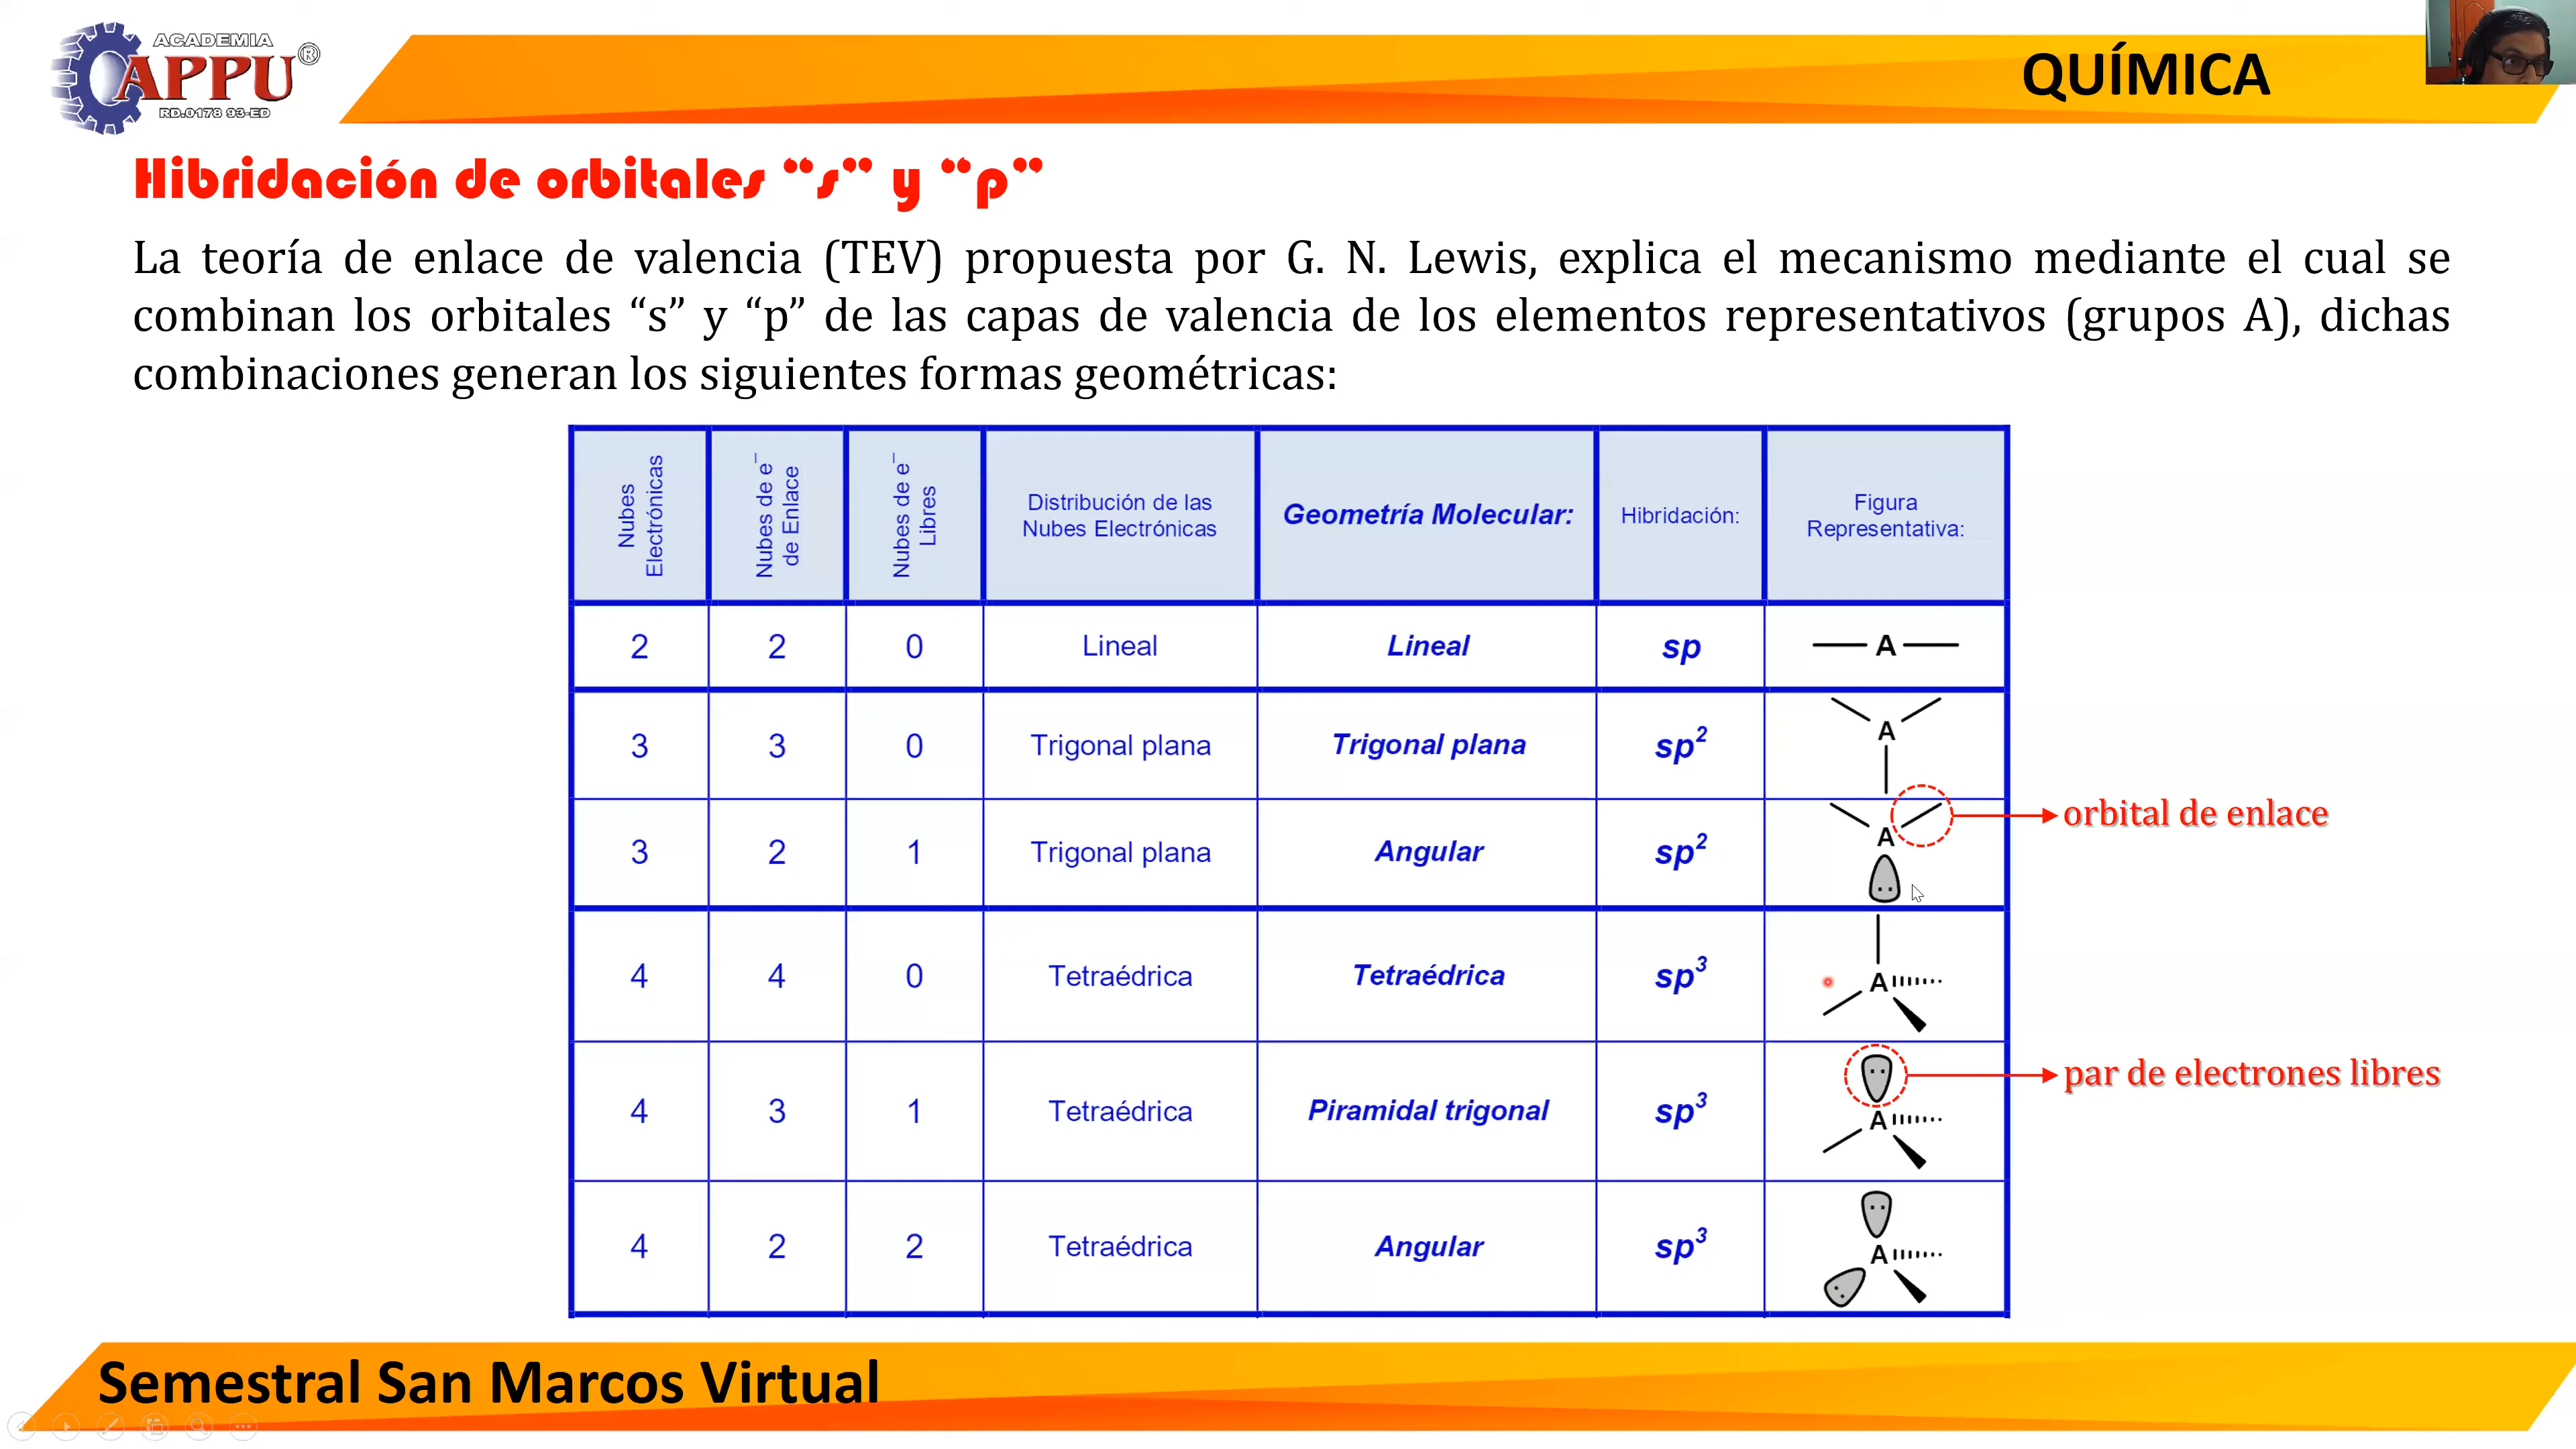 ACADEMIA
APPU®
RD.0178 93-ED
QUÍMICA
Hibridación de orbitales “s” y “p”
La teoría de enlace de valencia (TEV) propuesta por G. N. Lewis, explica el mecanismo mediante el cual se
combinan los orbitales “s” y “p” de las capas de valencia de los elementos representativos (grupos A), dichas
combinaciones generan los siguientes formas geométricas:
Nubes
Electrónicas
Nubes de e⁻
de Enlace
Nubes de e⁻
Libres
Distribución de las
Nubes Electrónicas
Geometría Molecular:
Hibridación:
Figura
Representativa:
2 2 0 Lineal Lineal sp A
3 3 0 Trigonal plana Trigonal plana sp² A
3 2 1 Trigonal plana Angular sp² A
orbital de enlace
4 4 0 Tetraédrica Tetraédrica sp³ A
4 3 1 Tetraédrica Piramidal trigonal sp³ A
par de electrones libres
4 2 2 Tetraédrica Angular sp³ A
Semestral San Marcos Virtual